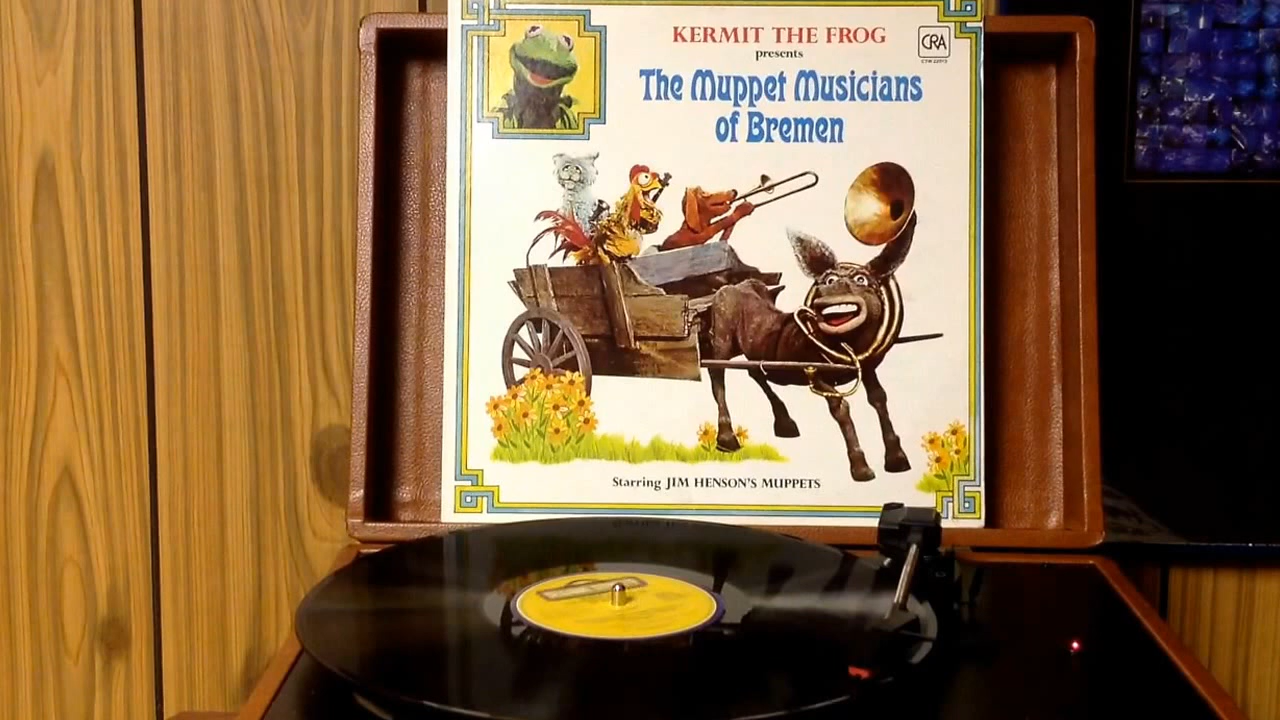 KERMIT THE FROG
presents
CRA
The Muppet Musicians
of Bremen
Starring JIM HENSON'S MUPPETS